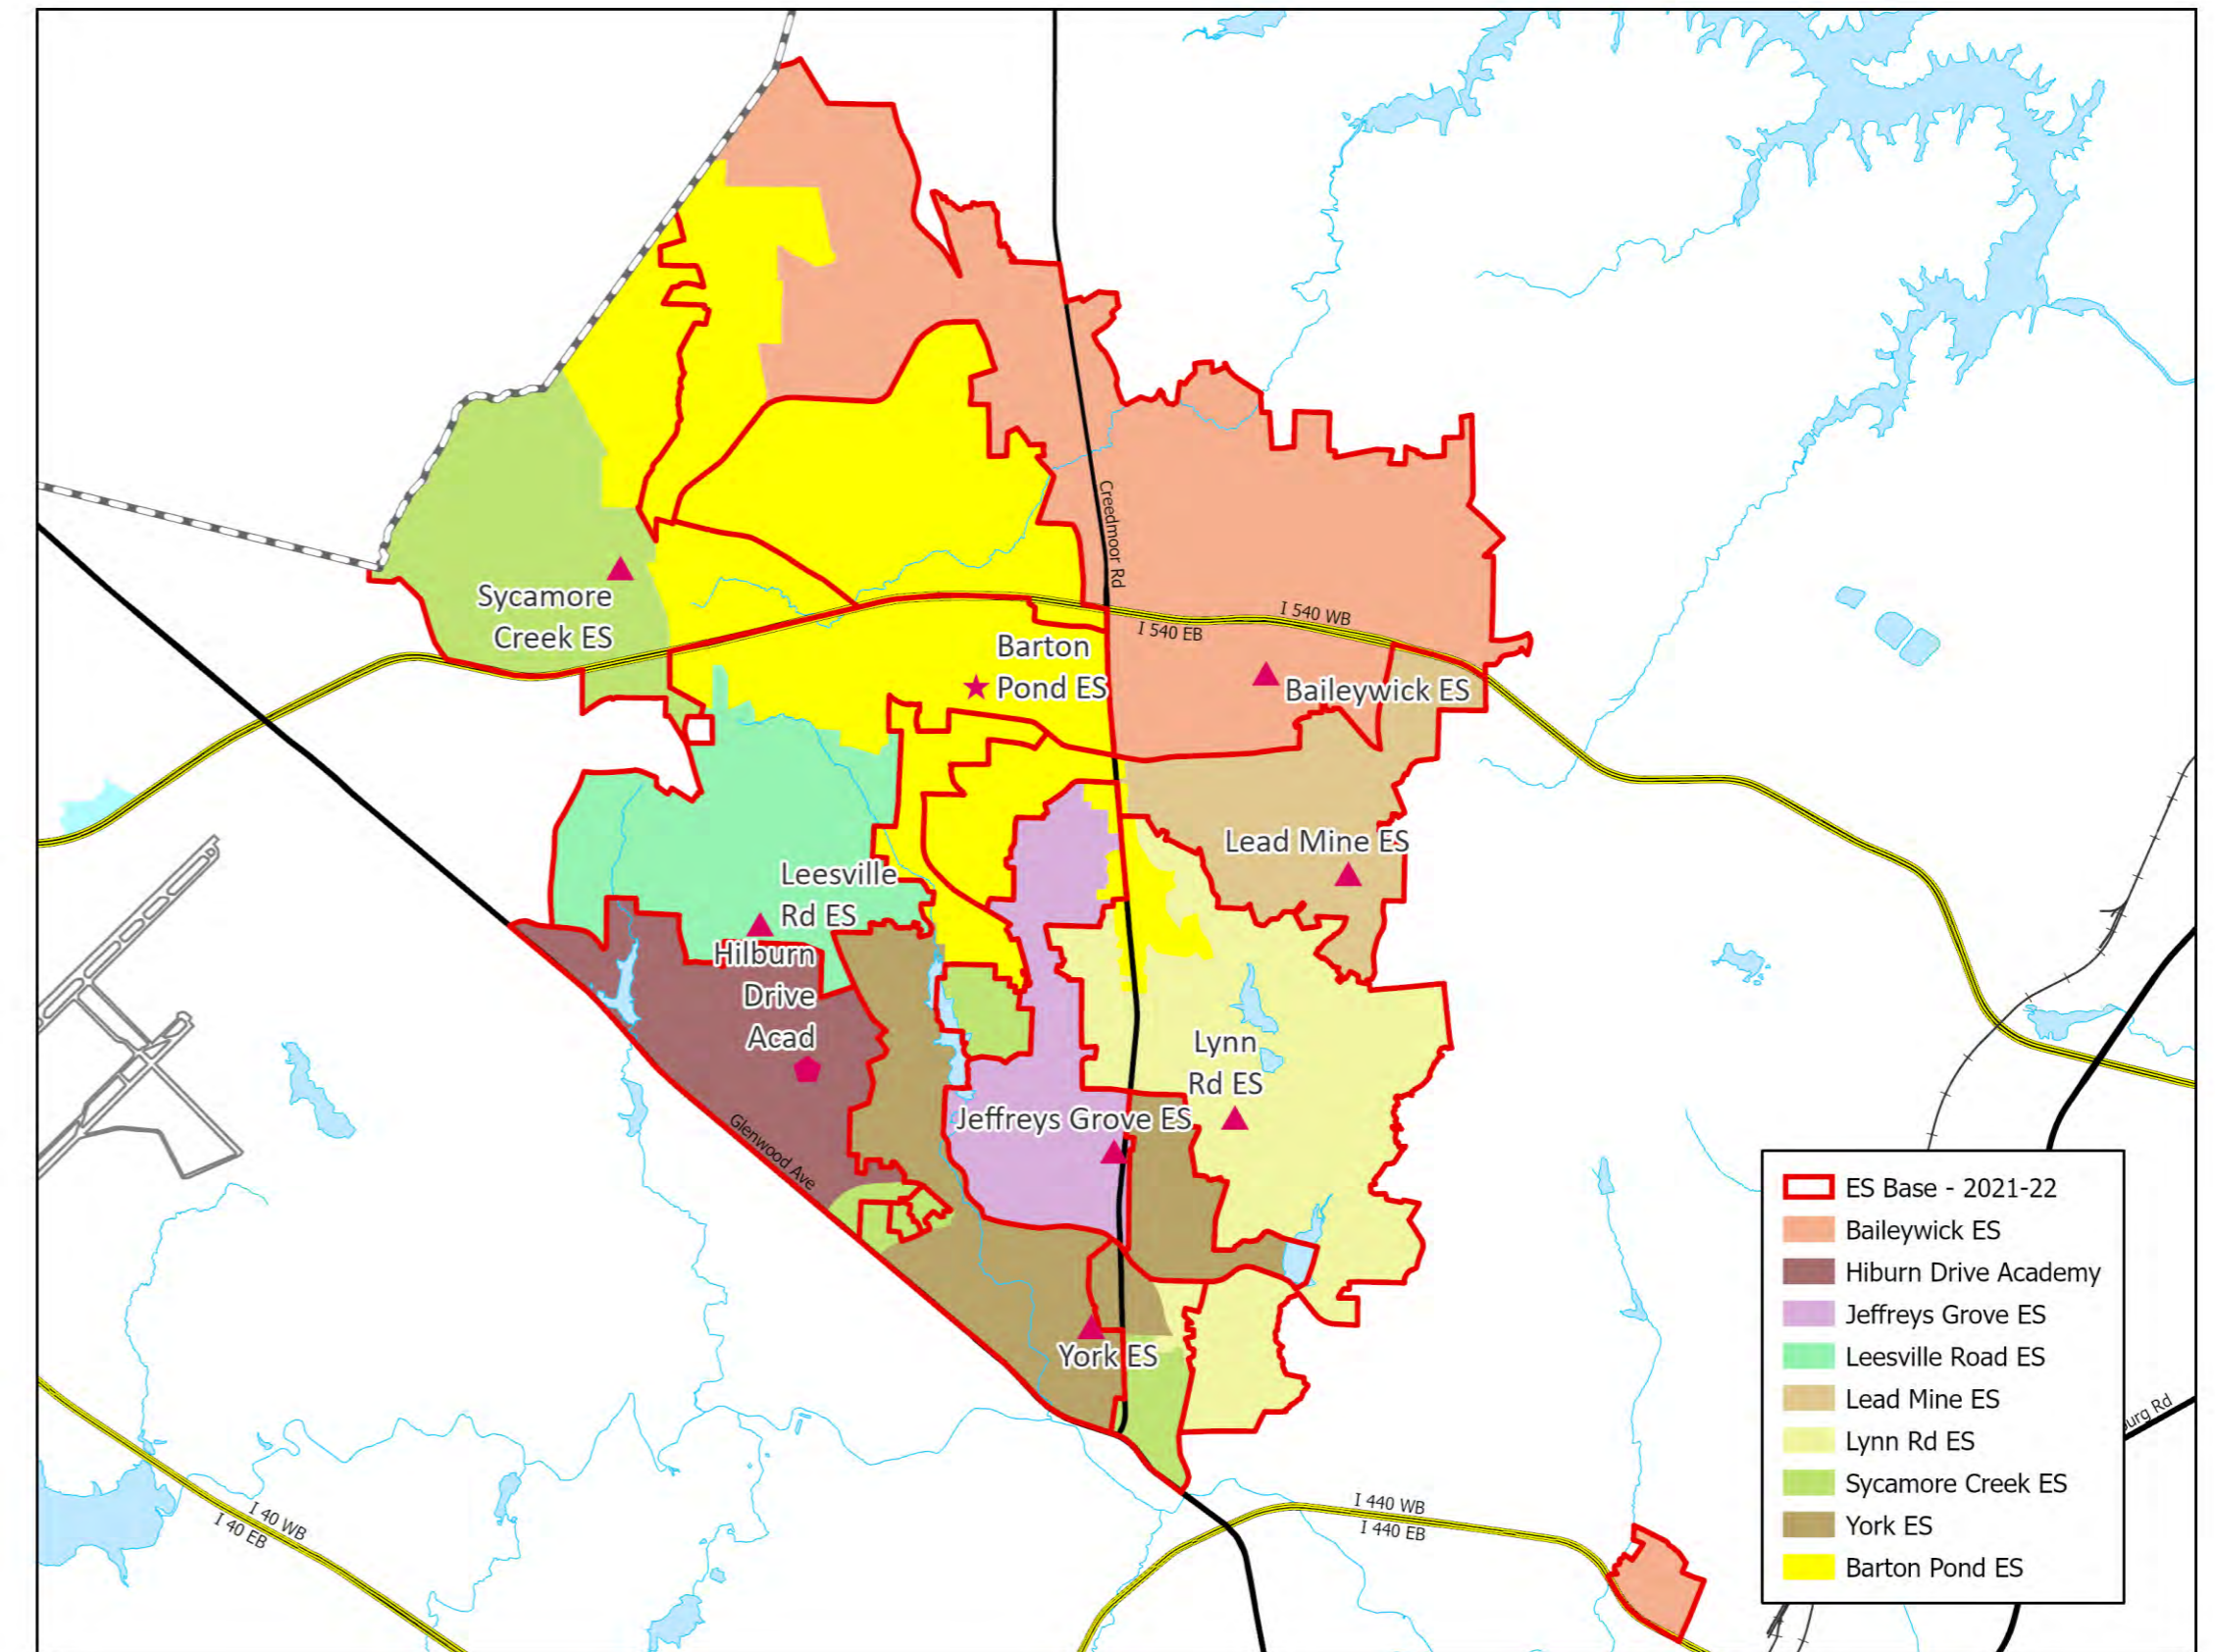 Creedmoor Rd
Sycamore
Creek ES
I 540 WB
I 540 EB
Barton
Pond ES
Baileywick ES
Lead Mine ES
Leesville
Rd ES
Hilburn
Drive
Acad
Lynn
Rd ES
Jeffreys Grove ES
Glenwood Ave
York ES
I 40 WB
I 40 EB
I 440 WB
I 440 EB
burg Rd
ES Base - 2021-22
Baileywick ES
Hiburn Drive Academy
Jeffreys Grove ES
Leesville Road ES
Lead Mine ES
Lynn Rd ES
Sycamore Creek ES
York ES
Barton Pond ES